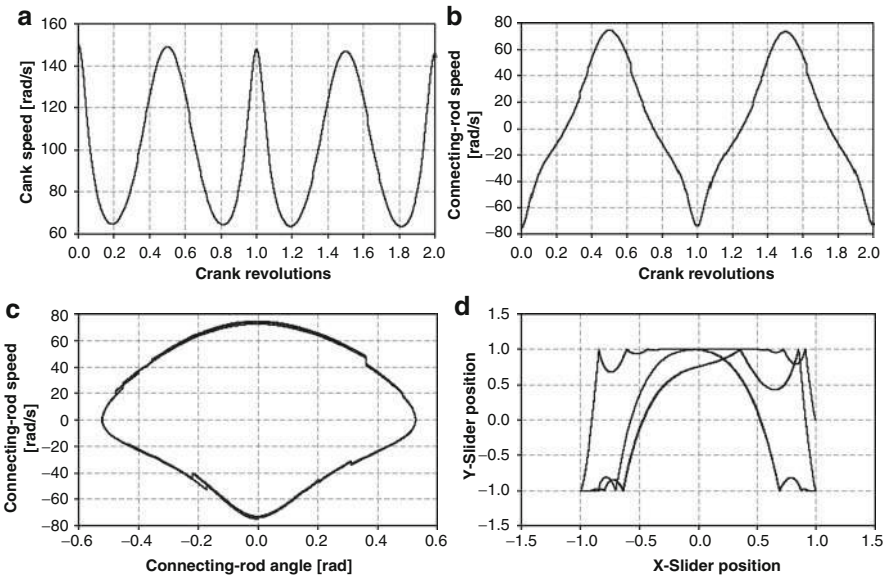 a
Cank speed [rad/s]
160
140
120
100
80
60
0.0 0.2 0.4 0.6 0.8 1.0 1.2 1.4 1.6 1.8 2.0
Crank revolutions
b
Connecting-rod speed
[rad/s]
80
60
40
20
0
−20
−40
−60
−80
0.0 0.2 0.4 0.6 0.8 1.0 1.2 1.4 1.6 1.8 2.0
Crank revolutions
c
Connecting-rod speed
[rad/s]
80
60
40
20
0
−20
−40
−60
−80
−0.6 −0.4 −0.2 0.0 0.2 0.4 0.6
Connecting-rod angle [rad]
d
Y-Slider position
1.5
1.0
0.5
0.0
−0.5
−1.0
−1.5
−1.5 −1.0 −0.5 0.0 0.5 1.0 1.5
X-Slider position